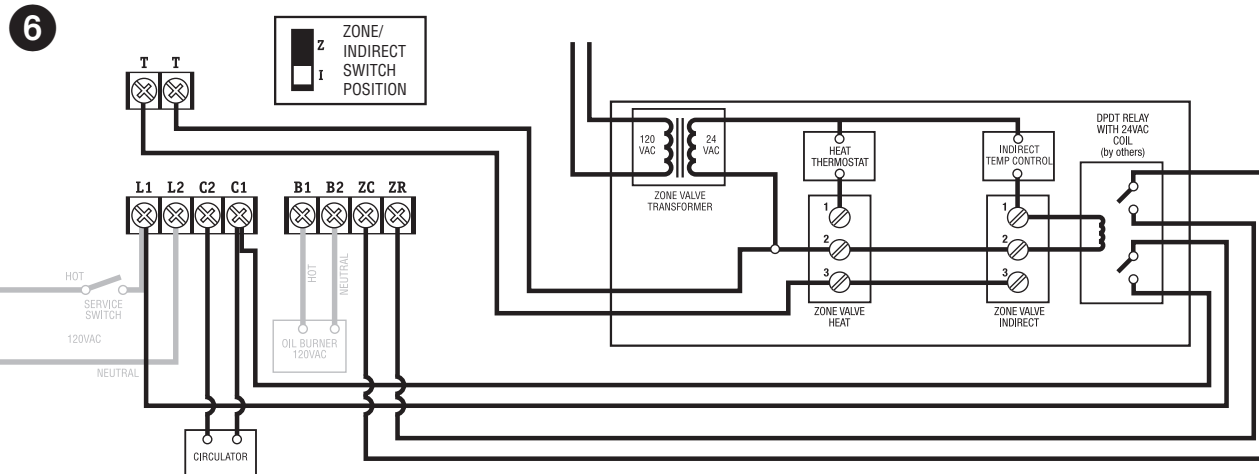 6
Z
I
ZONE/
INDIRECT
SWITCH
POSITION
T T
L1 L2 C2 C1
B1 B2 ZC ZR
HOT
SERVICE
SWITCH
120VAC
NEUTRAL
HOT
NEUTRAL
OIL BURNER
120VAC
CIRCULATOR
120
VAC
24
VAC
ZONE VALVE
TRANSFORMER
HEAT
THERMOSTAT
1
2
3
ZONE VALVE
HEAT
INDIRECT
TEMP CONTROL
1
2
3
ZONE VALVE
INDIRECT
DPDT RELAY
WITH 24VAC
COIL
(by others)